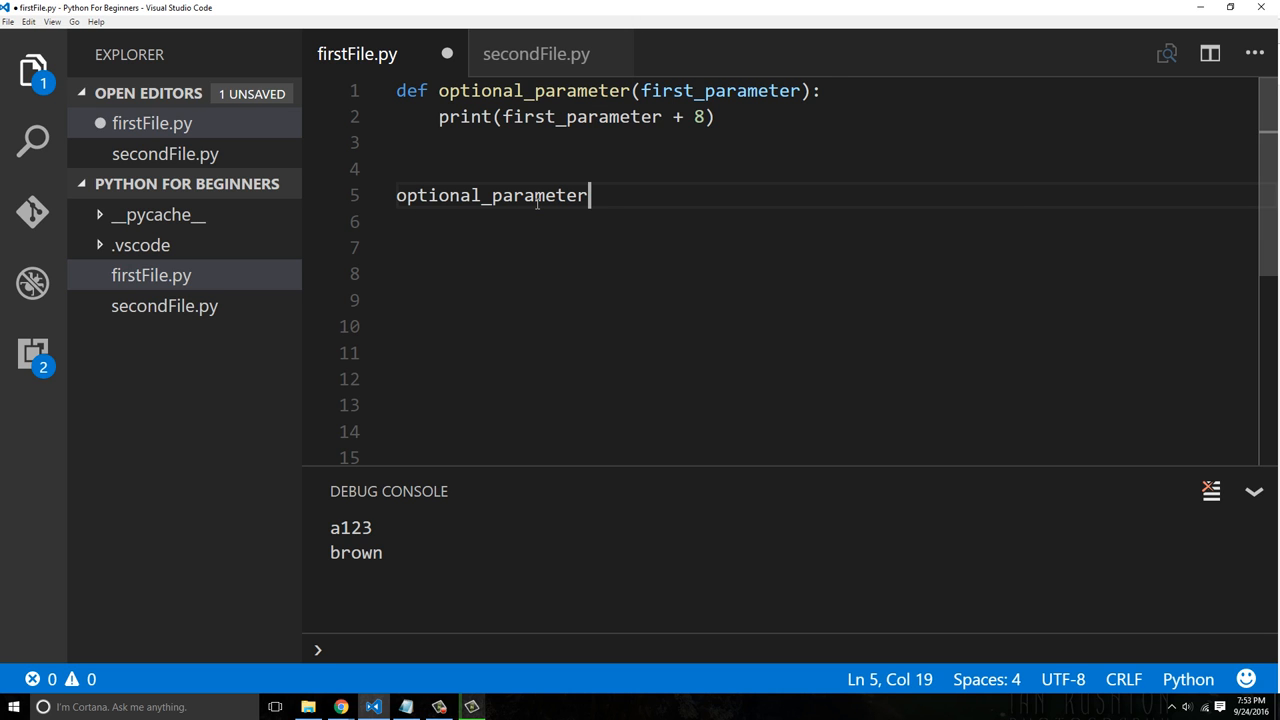 ● firstFile.py - Python For Beginners - Visual Studio Code
File Edit View Go Help
EXPLORER
OPEN EDITORS 1 UNSAVED
firstFile.py
secondFile.py
PYTHON FOR BEGINNERS
__pycache__
.vscode
firstFile.py
secondFile.py
1
2
firstFile.py ● secondFile.py
1 def optional_parameter(first_parameter):
2 print(first_parameter + 8)
3
4
5 optional_parameter
6
7
8
9
10
11
12
13
14
15
DEBUG CONSOLE
a123
brown
0 0 Ln 5, Col 19 Spaces: 4 UTF-8 CRLF Python
I'm Cortana. Ask me anything.
7:53 PM
9/24/2016